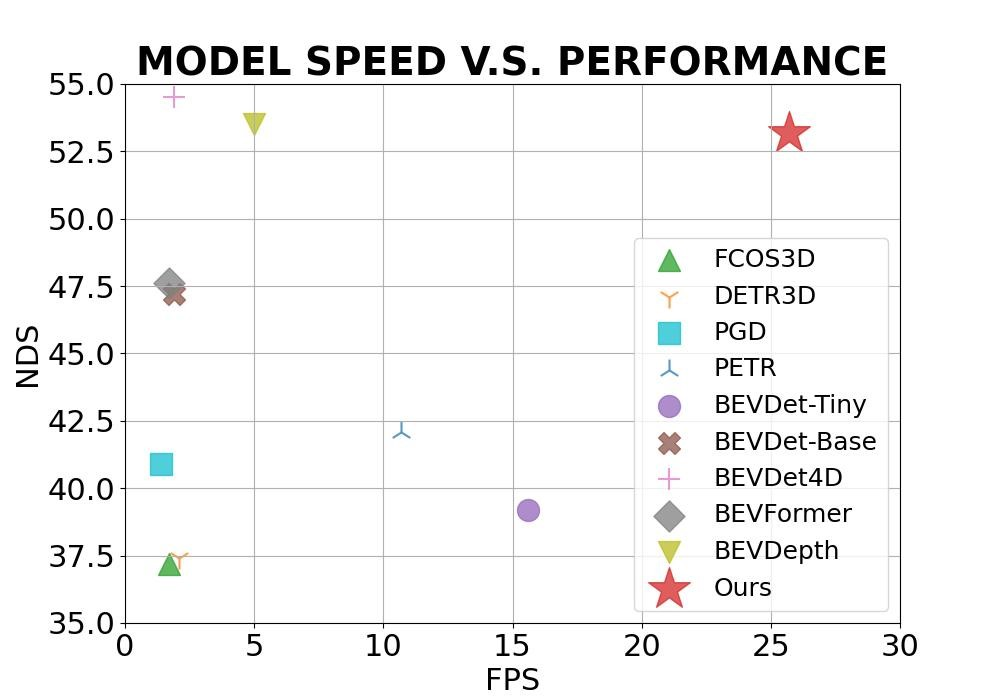 MODEL SPEED V.S. PERFORMANCE
55.0
52.5
50.0
47.5
45.0
42.5
40.0
37.5
35.0
NDS
FCOS3D
DETR3D
PGD
PETR
BEVDet-Tiny
BEVDet-Base
BEVDet4D
BEVFormer
BEVDepth
Ours
0 5 10 15 20 25 30
FPS